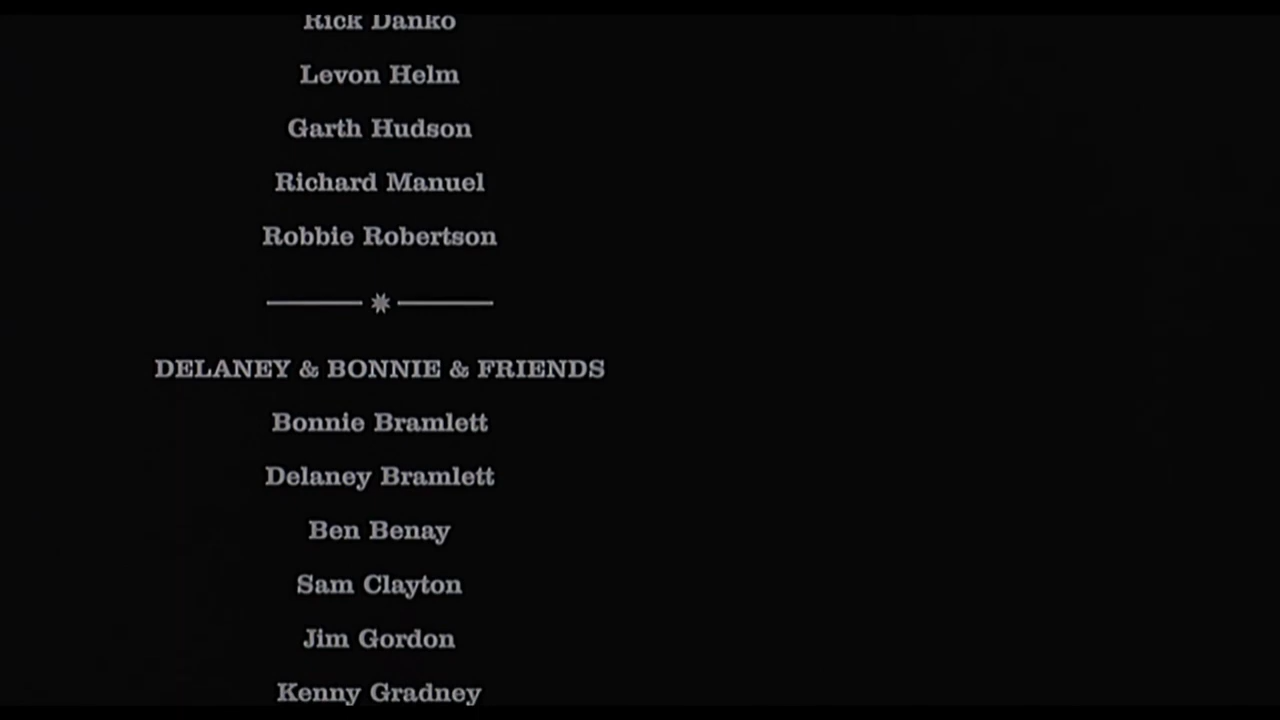 Rick Danko
Levon Helm
Garth Hudson
Richard Manuel
Robbie Robertson
DELANEY & BONNIE & FRIENDS
Bonnie Bramlett
Delaney Bramlett
Ben Benay
Sam Clayton
Jim Gordon
Kenny Gradney